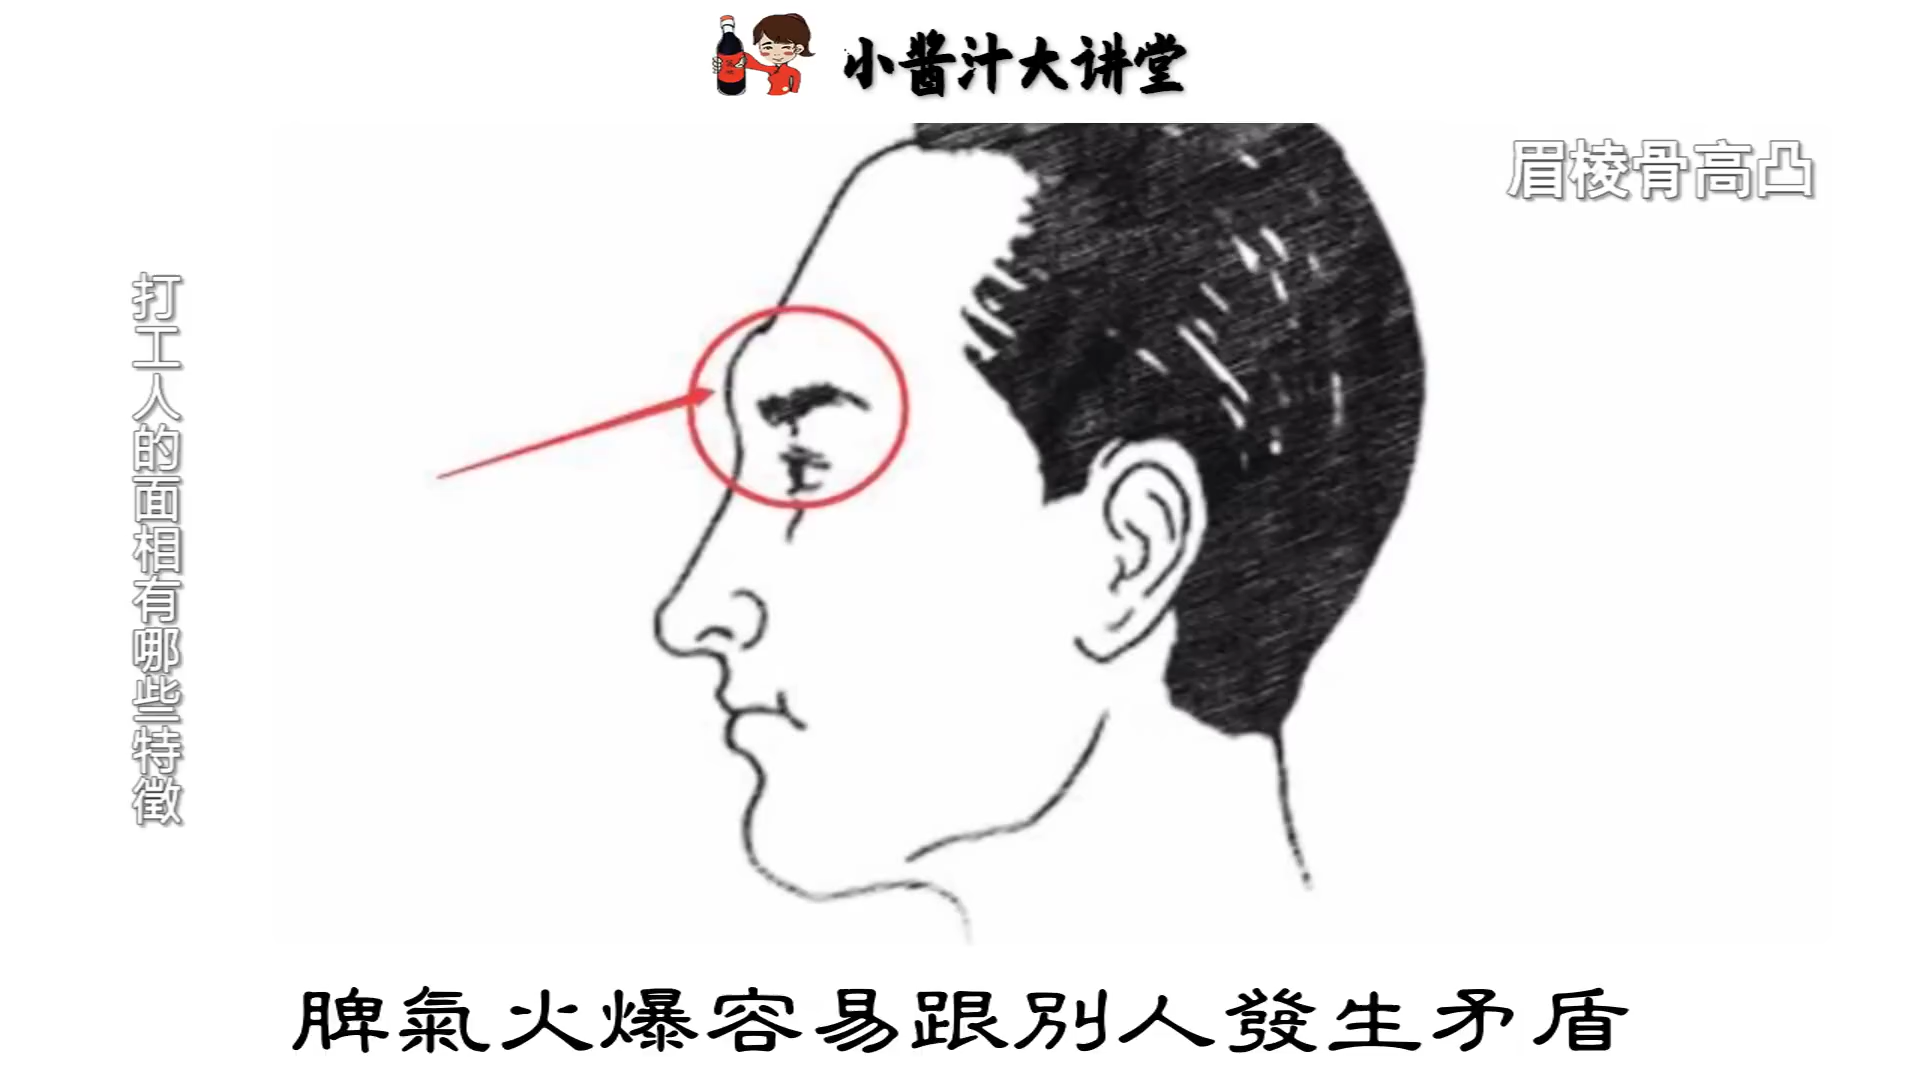 小酱汁大讲堂
眉棱骨高凸
打工人的面相有哪些特徵
脾氣火爆容易跟別人發生矛盾